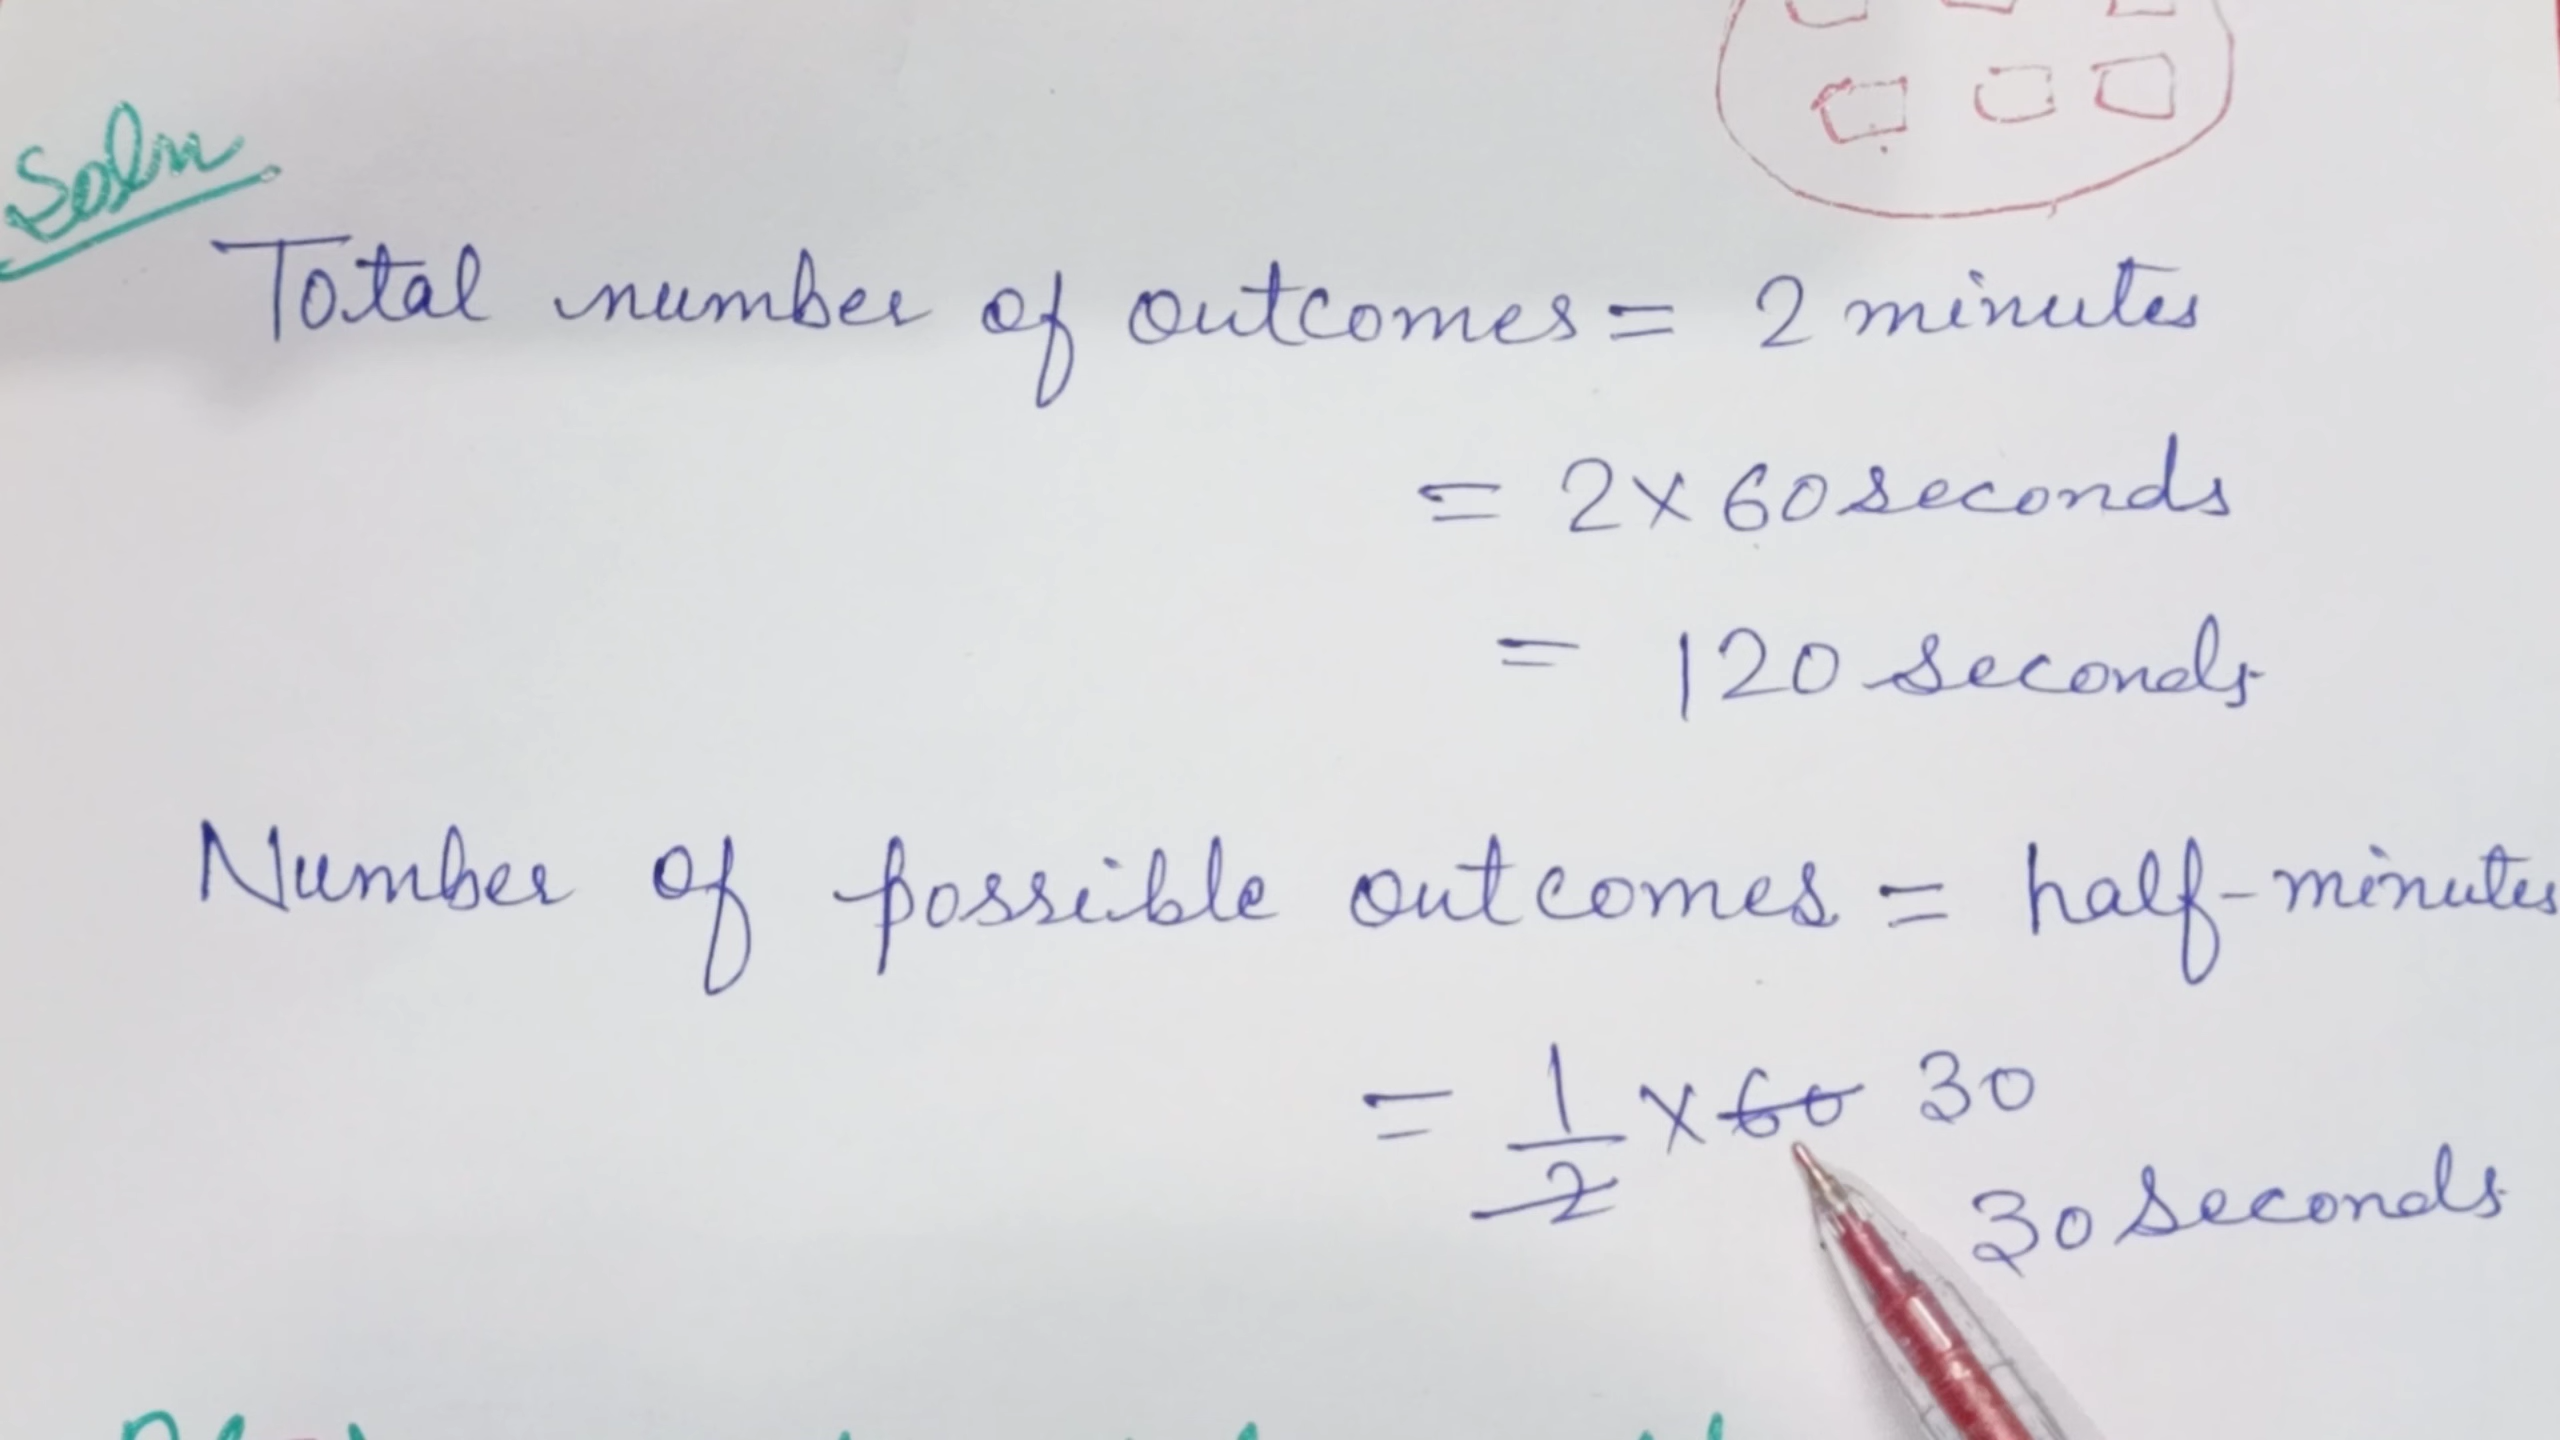 Soln
Total number of outcomes = 2 minutes
= 2 × 60 seconds
= 120 seconds
Number of possible outcomes = half-minutes
= 1/2 × 60 30
30 seconds